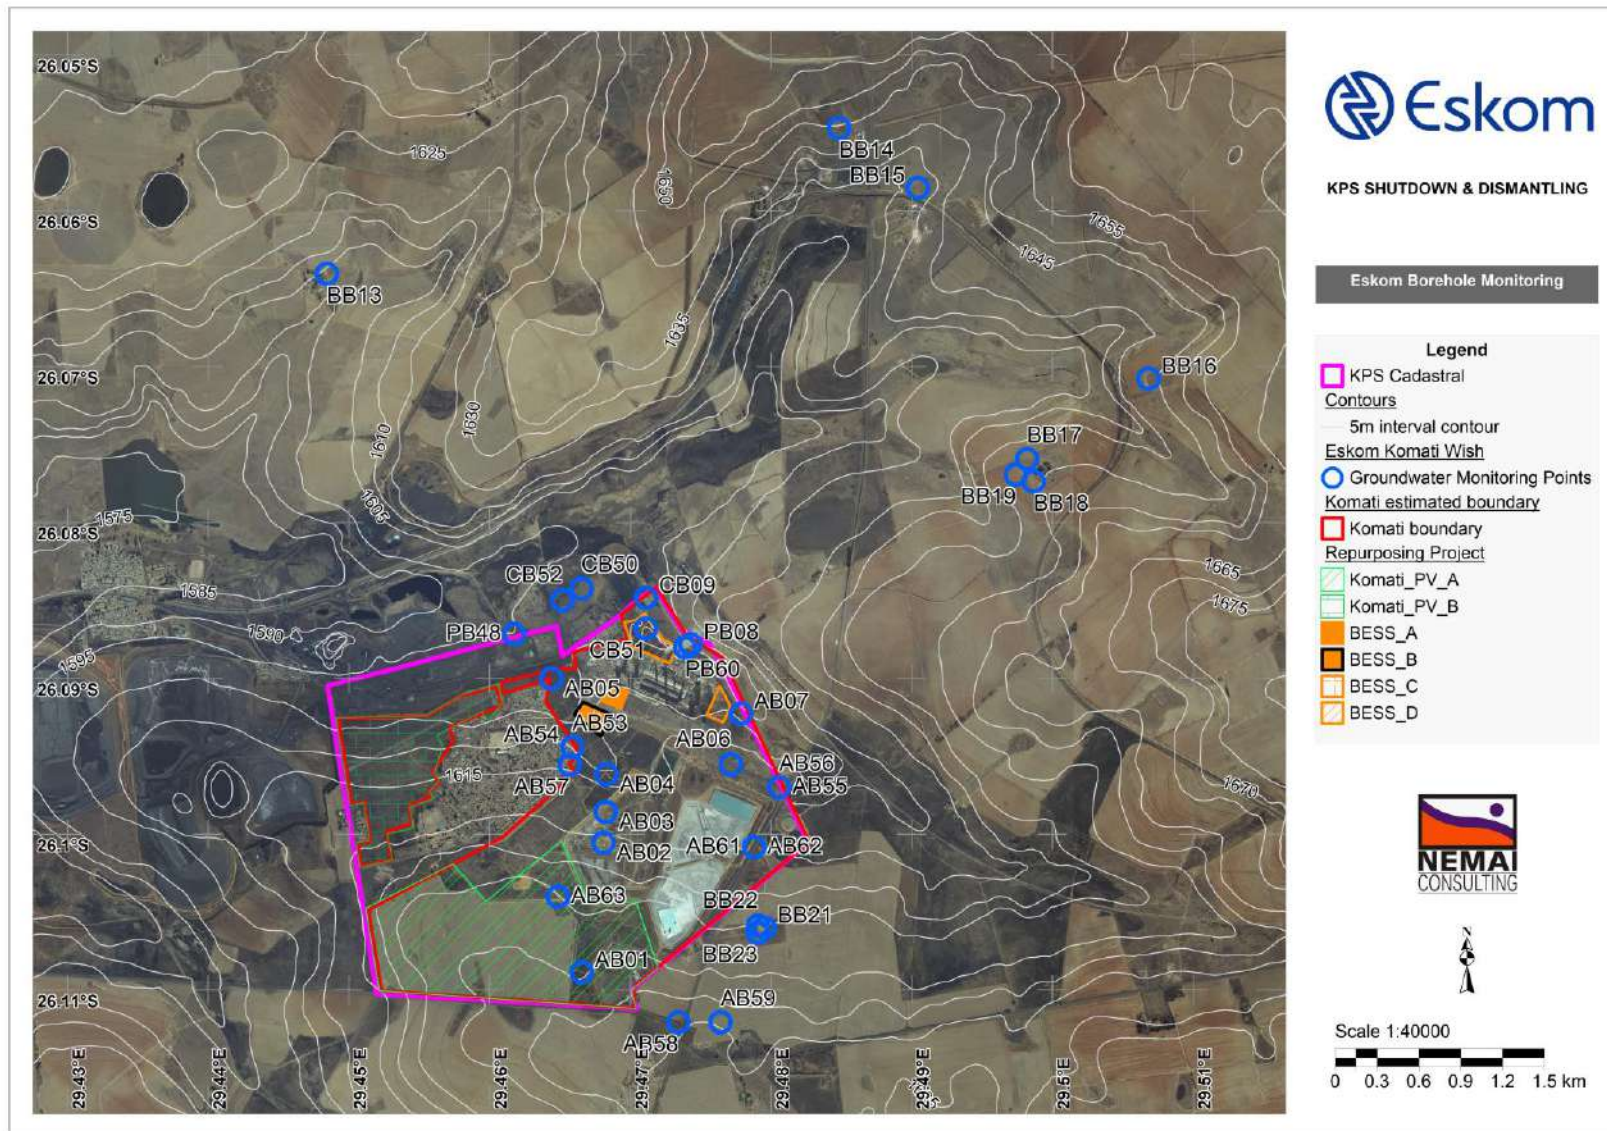 26.05°S
26.06°S
26.07°S
26.08°S
26.09°S
26.1°S
26.11°S
29.43°E
29.44°E
29.45°E
29.46°E
29.47°E
29.48°E
29.49°E
29.5°E
29.51°E
1625
1650
1655
1645
1635
1630
1610
1605
1575
1585
1590
1595
1615
1665
1675
1670
BB14
BB15
BB13
BB16
BB17
BB19
BB18
CB52
CB50
CB09
PB48
CB51
PB08
PB60
AB05
AB07
AB53
AB54
AB06
AB57
AB04
AB56
AB55
AB03
AB02
AB61
AB62
AB63
BB22
BB21
BB23
AB01
AB59
AB58
Eskom
KPS SHUTDOWN & DISMANTLING
Eskom Borehole Monitoring
Legend
KPS Cadastral
Contours
5m interval contour
Eskom Komati Wish
Groundwater Monitoring Points
Komati estimated boundary
Komati boundary
Repurposing Project
Komati_PV_A
Komati_PV_B
BESS_A
BESS_B
BESS_C
BESS_D
NEMAI
CONSULTING
N
Scale 1:40000
0 0.3 0.6 0.9 1.2 1.5 km